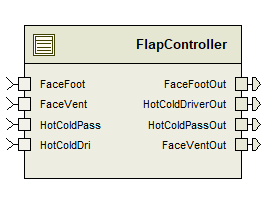 FlapController
FaceFoot FaceFootOut
FaceVent HotColdDriverOut
HotColdPass HotColdPassOut
HotColdDri FaceVentOut